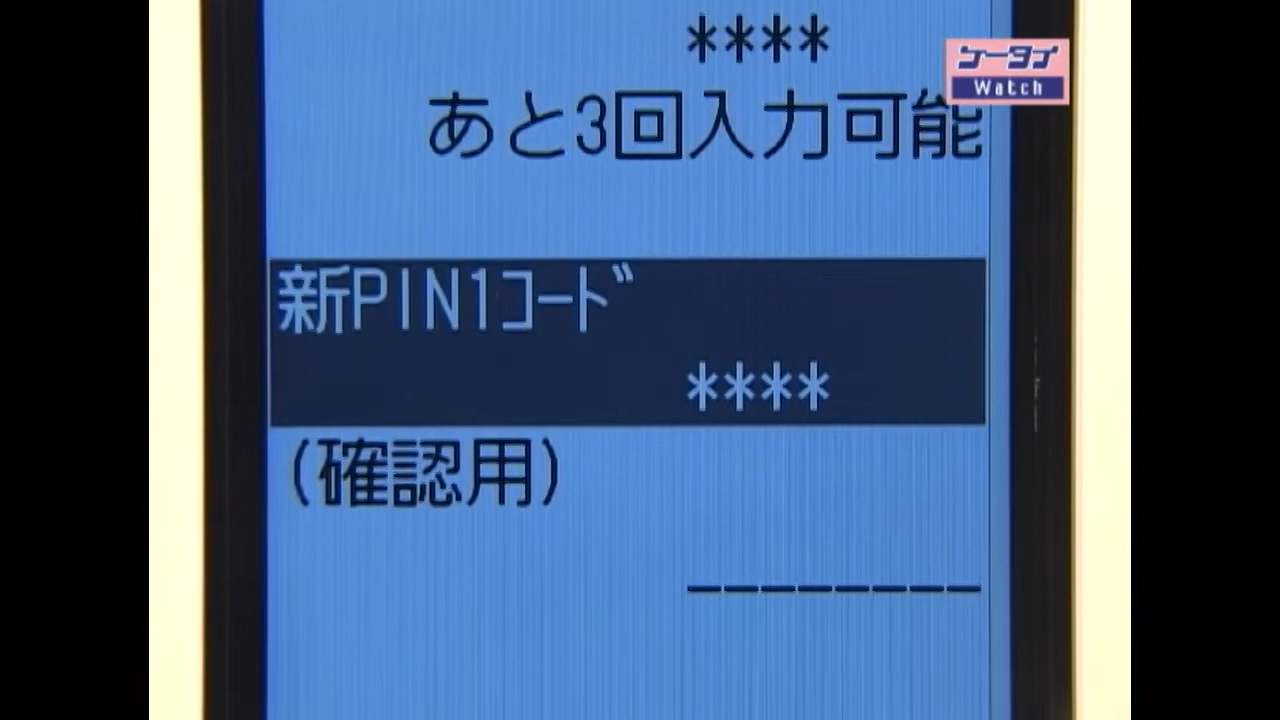 ****
ケータイ
Watch
あと3回入力可能
新PIN1ｺｰﾄﾞ
****
(確認用)
________